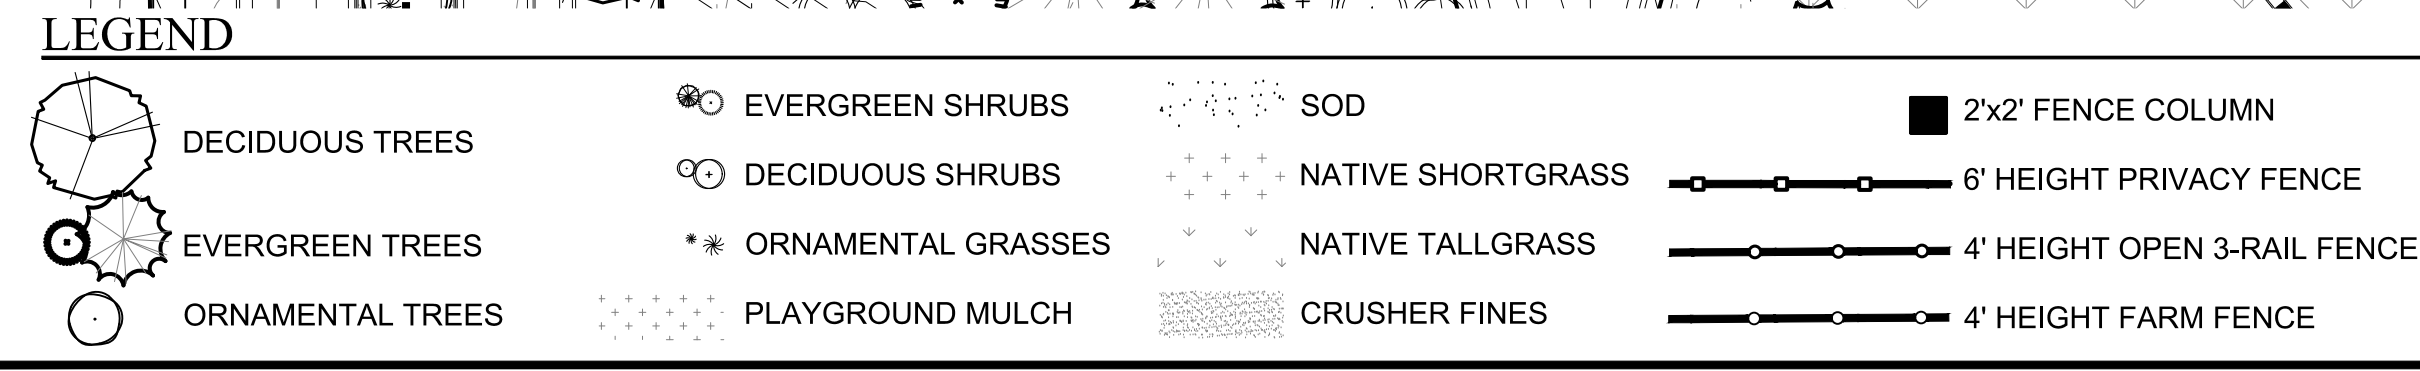 LEGEND
DECIDUOUS TREES
EVERGREEN TREES
ORNAMENTAL TREES
EVERGREEN SHRUBS
DECIDUOUS SHRUBS
ORNAMENTAL GRASSES
PLAYGROUND MULCH
SOD
NATIVE SHORTGRASS
NATIVE TALLGRASS
CRUSHER FINES
2'x2' FENCE COLUMN
6' HEIGHT PRIVACY FENCE
4' HEIGHT OPEN 3-RAIL FENCE
4' HEIGHT FARM FENCE